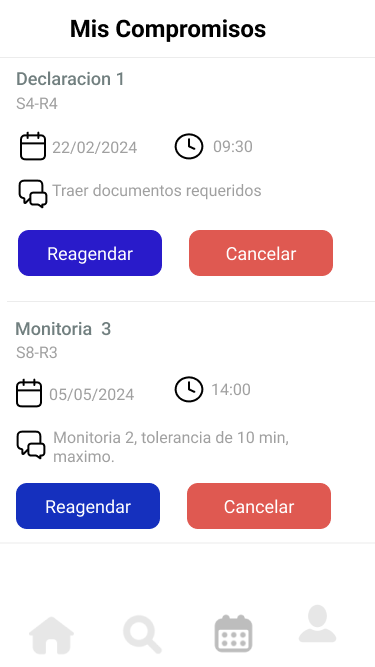 Mis Compromisos
Declaracion 1
S4-R4
22/02/2024 09:30
Traer documentos requeridos
Reagendar Cancelar
Monitoria 3
S8-R3
05/05/2024 14:00
Monitoria 2, tolerancia de 10 min,
maximo.
Reagendar Cancelar